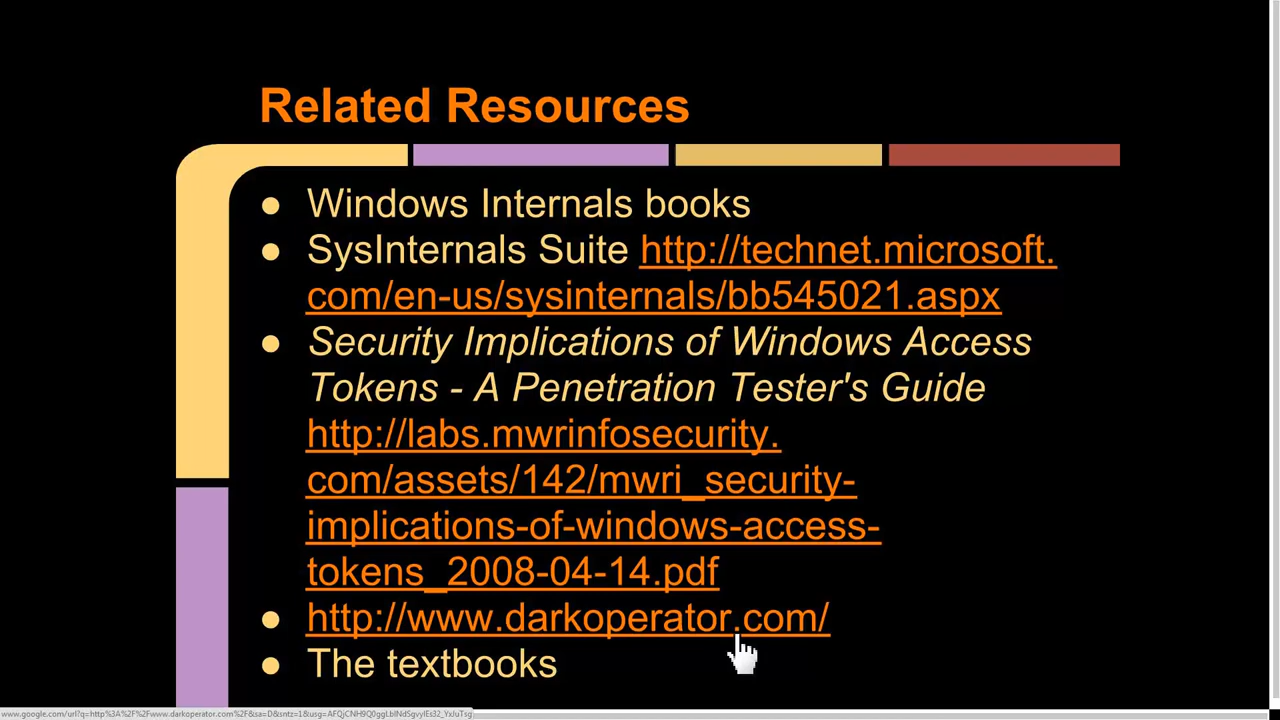 Related Resources
● Windows Internals books
● SysInternals Suite http://technet.microsoft.
com/en-us/sysinternals/bb545021.aspx
● Security Implications of Windows Access
Tokens - A Penetration Tester's Guide
http://labs.mwrinfosecurity.
com/assets/142/mwri_security-
implications-of-windows-access-
tokens_2008-04-14.pdf
● http://www.darkoperator.com/
● The textbooks